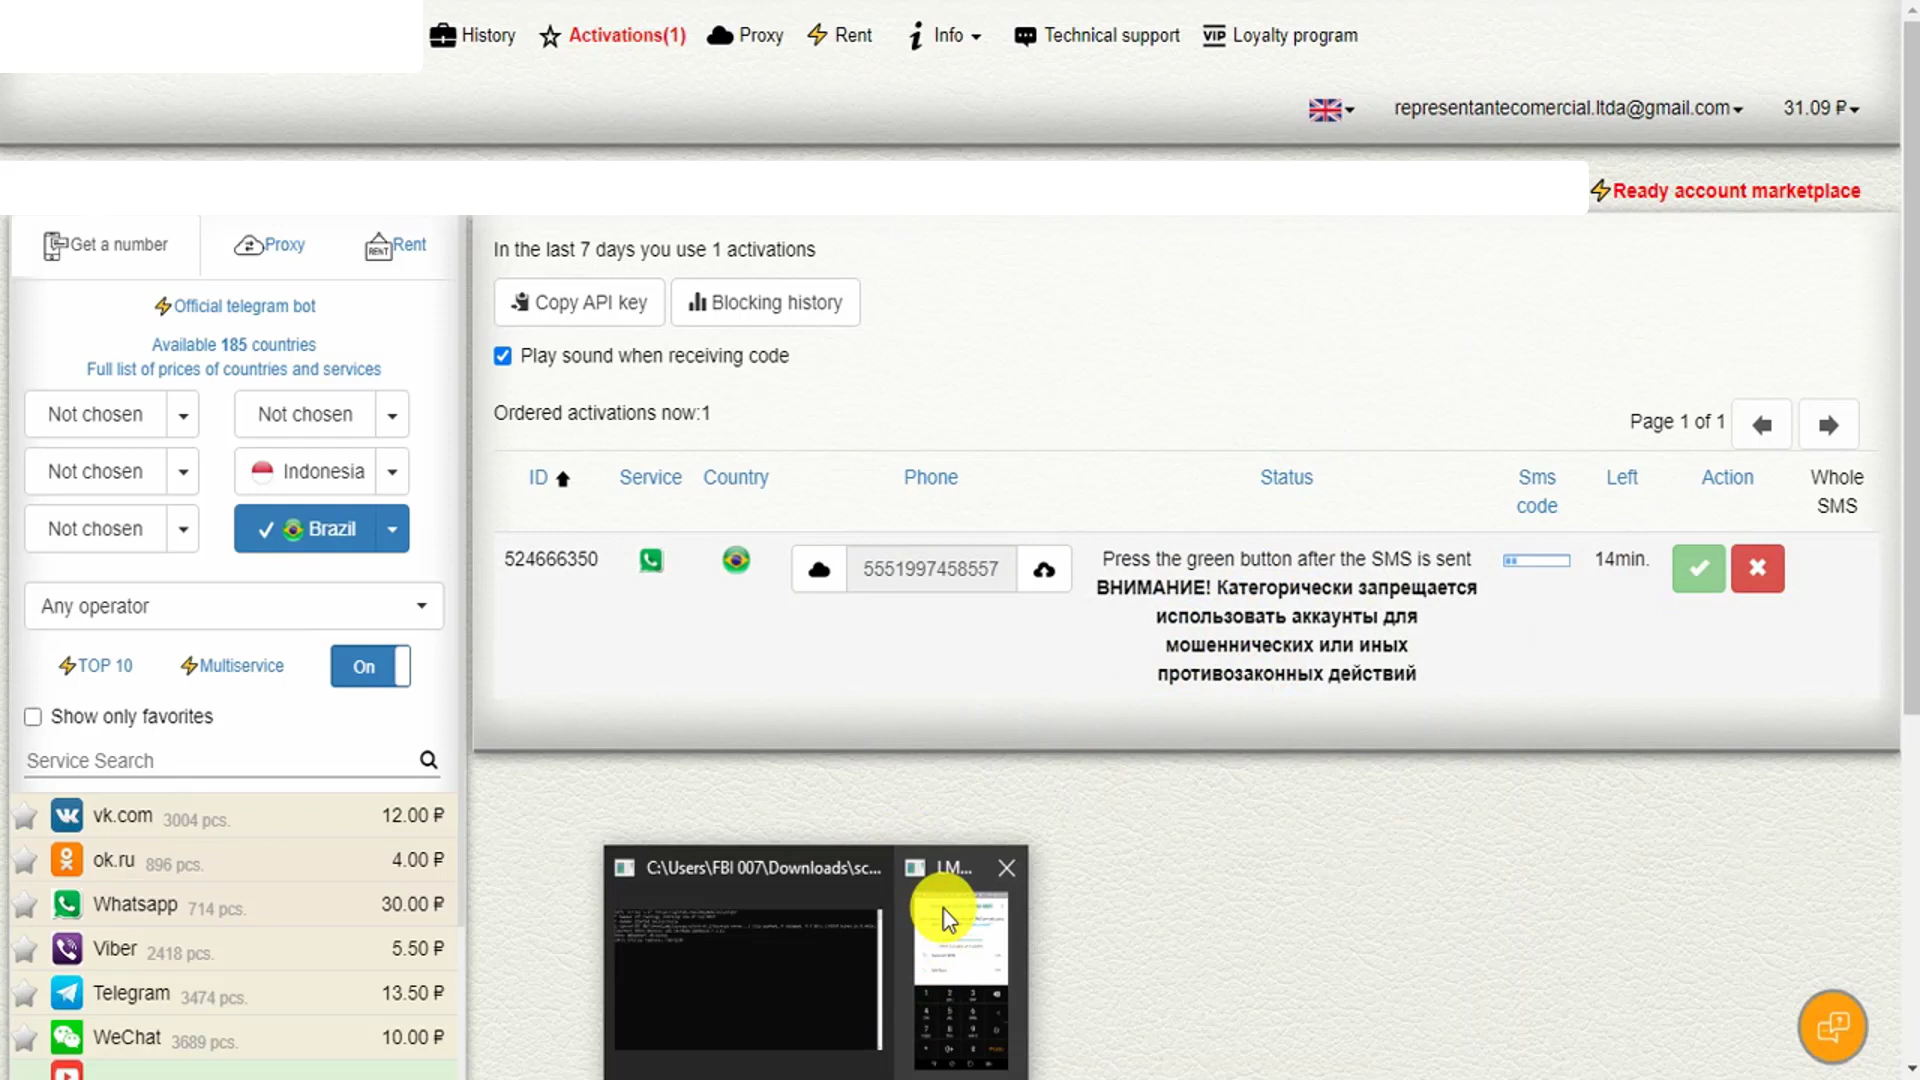 History
Activations(1)
Proxy
Rent
Info
Technical support
VIP
Loyalty program
representantecomercial.ltda@gmail.com
31.09 ₽
Ready account marketplace
Get a number
Proxy
RENT
Rent
Official telegram bot
Available 185 countries
Full list of prices of countries and services
Not chosen
Not chosen
Not chosen
Indonesia
Not chosen
Brazil
Any operator
TOP 10
Multiservice
On
Show only favorites
Service Search
vk.com 3004 pcs. 12.00 ₽
ok.ru 896 pcs. 4.00 ₽
Whatsapp 714 pcs. 30.00 ₽
Viber 2418 pcs. 5.50 ₽
Telegram 3474 pcs. 13.50 ₽
WeChat 3689 pcs. 10.00 ₽
In the last 7 days you use 1 activations
Copy API key
Blocking history
Play sound when receiving code
Ordered activations now:1
Page 1 of 1
ID
Service
Country
Phone
Status
Sms
code
Left
Action
Whole
SMS
524666350
5551997458557
Press the green button after the SMS is sent
ВНИМАНИЕ! Категорически запрещается
использовать аккаунты для
мошеннических или иных
противозаконных действий
14min.
C:\Users\FBI 007\Downloads\sc...
LM...